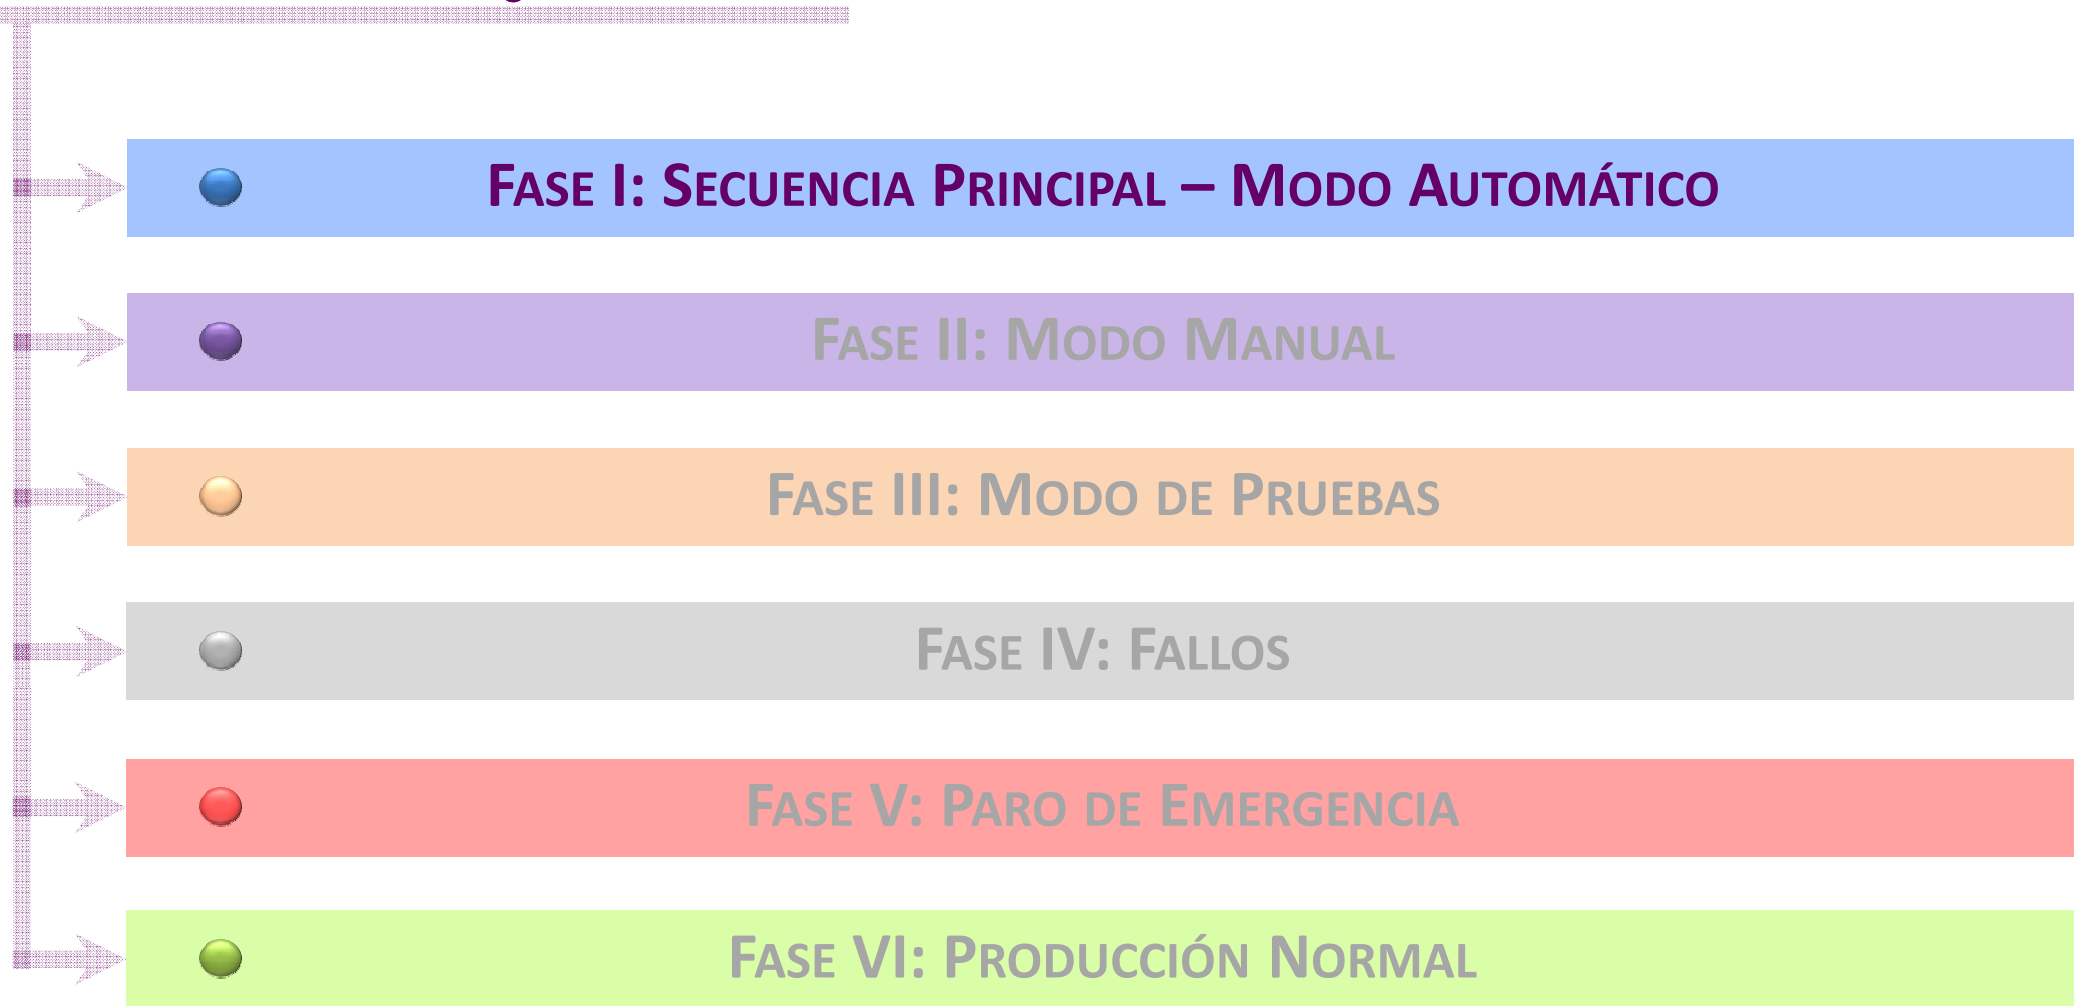 FASE I: SECUENCIA PRINCIPAL – MODO AUTOMÁTICO
FASE II: MODO MANUAL
FASE III: MODO DE PRUEBAS
FASE IV: FALLOS
FASE V: PARO DE EMERGENCIA
FASE VI: PRODUCCIÓN NORMAL